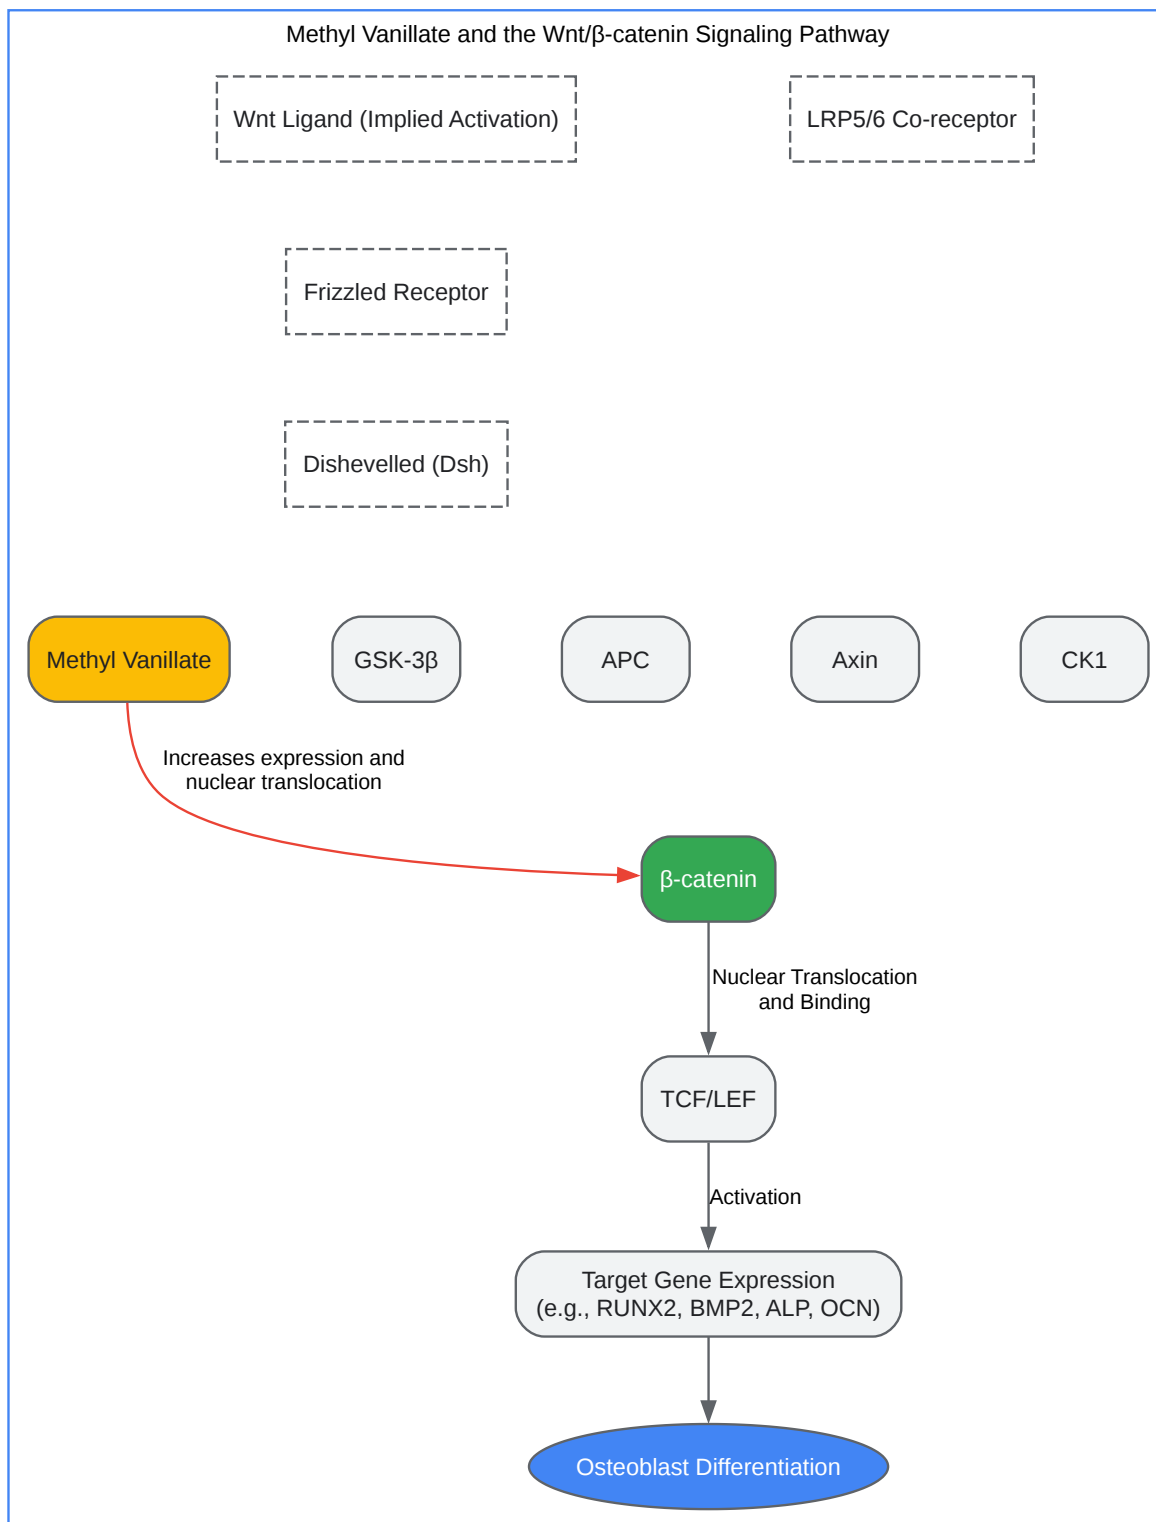 Methyl Vanillate and the Wnt/β-catenin Signaling Pathway
Wnt Ligand (Implied Activation)
LRP5/6 Co-receptor
Frizzled Receptor
Dishevelled (Dsh)
Methyl Vanillate
GSK-3β
APC
Axin
CK1
Increases expression and
nuclear translocation
β-catenin
Nuclear Translocation
and Binding
TCF/LEF
Activation
Target Gene Expression
(e.g., RUNX2, BMP2, ALP, OCN)
Osteoblast Differentiation